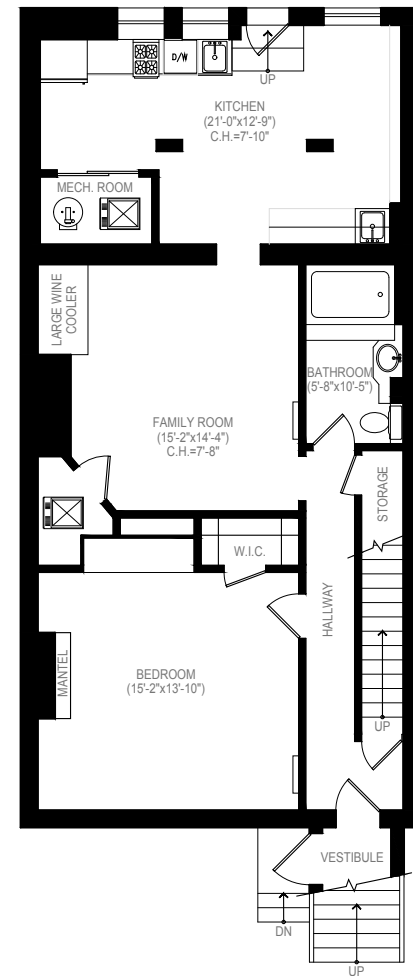 D/W
UP
KITCHEN
(21'-0"x12'-9")
C.H.=7'-10"
MECH. ROOM
LARGE WINE
COOLER
BATHROOM
(5'-8"x10'-5")
FAMILY ROOM
(15'-2"x14'-4")
C.H.=7'-8"
STORAGE
W.I.C.
HALLWAY
MANTEL
BEDROOM
(15'-2"x13'-10")
UP
VESTIBULE
DN
UP